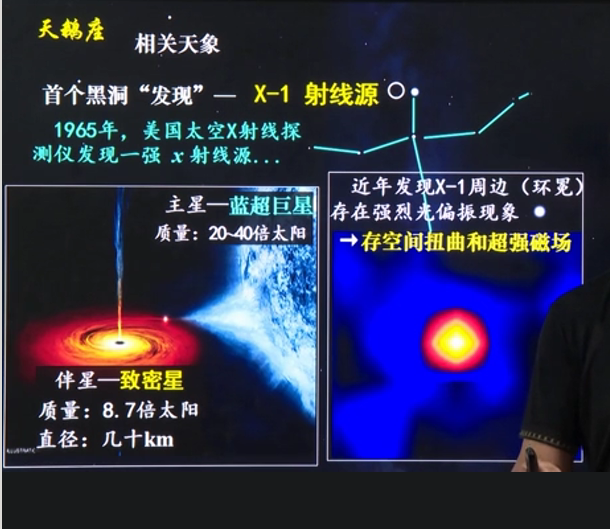 天鹅座
相关天象
首个黑洞“发现”— X-1 射线源
1965年，美国太空X射线探
测仪发现一强 x 射线源...
主星—蓝超巨星
质量：20~40倍太阳
伴星—致密星
质量：8.7倍太阳
直径：几十km
近年发现X-1周边（环冕）
存在强烈光偏振现象
→存空间扭曲和超强磁场